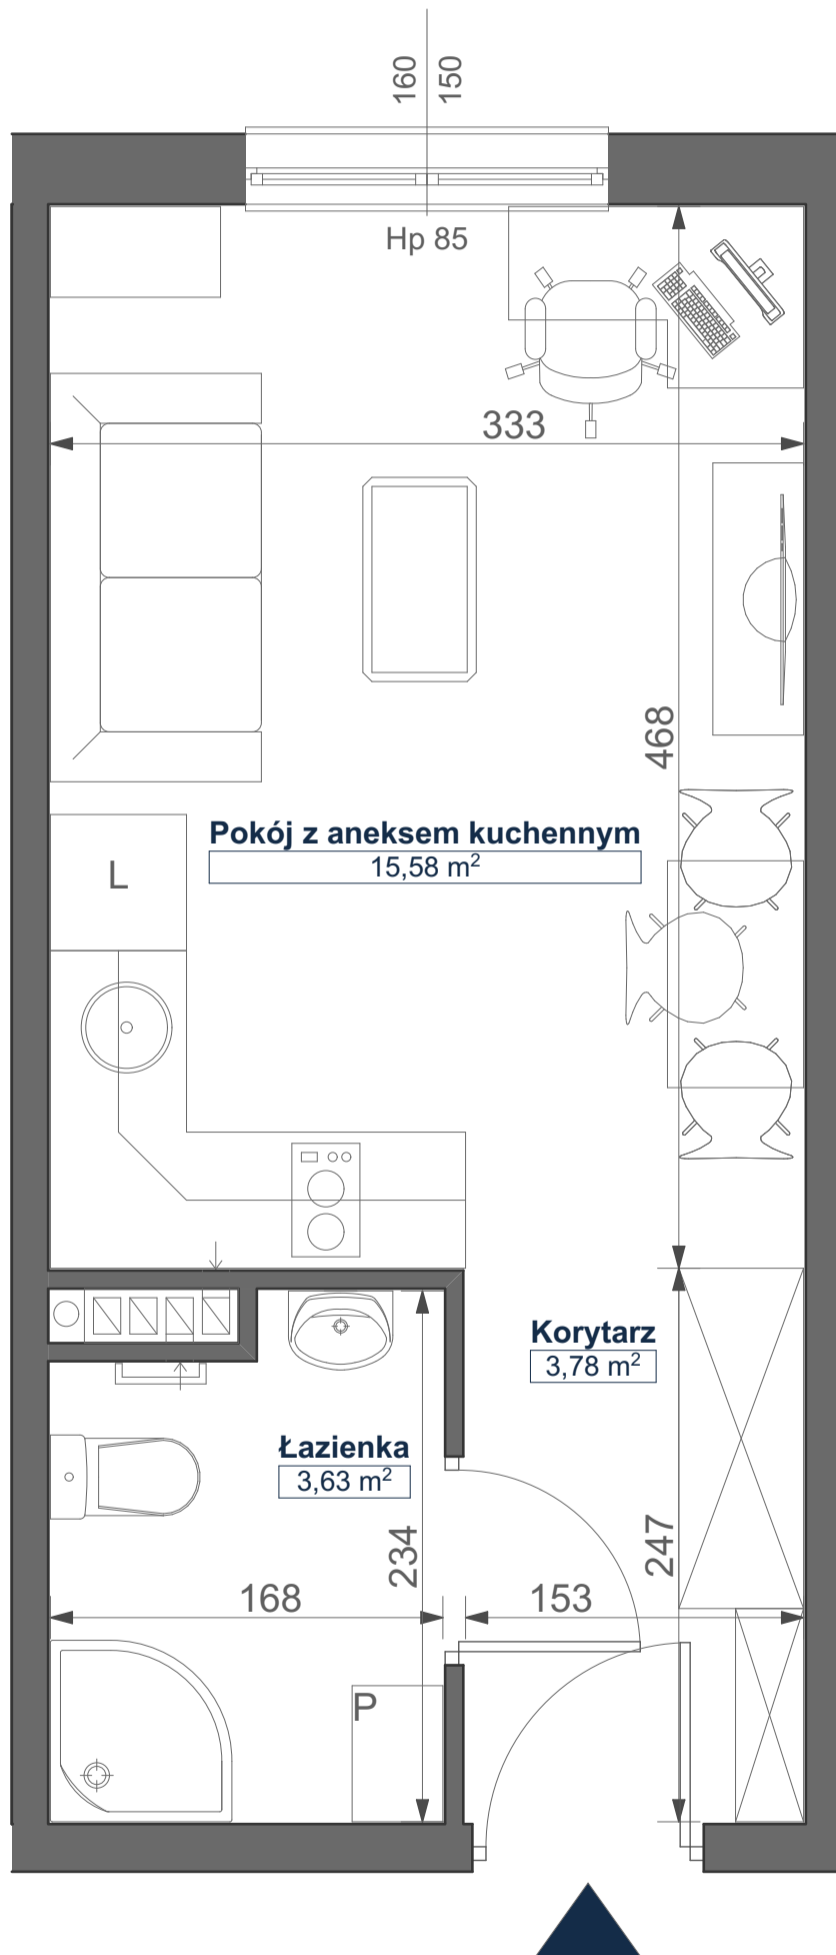 160
150
Hp 85
333
468
Pokój z aneksem kuchennym
15,58 m²
L
Korytarz
3,78 m²
Łazienka
3,63 m²
234
247
168
153
P